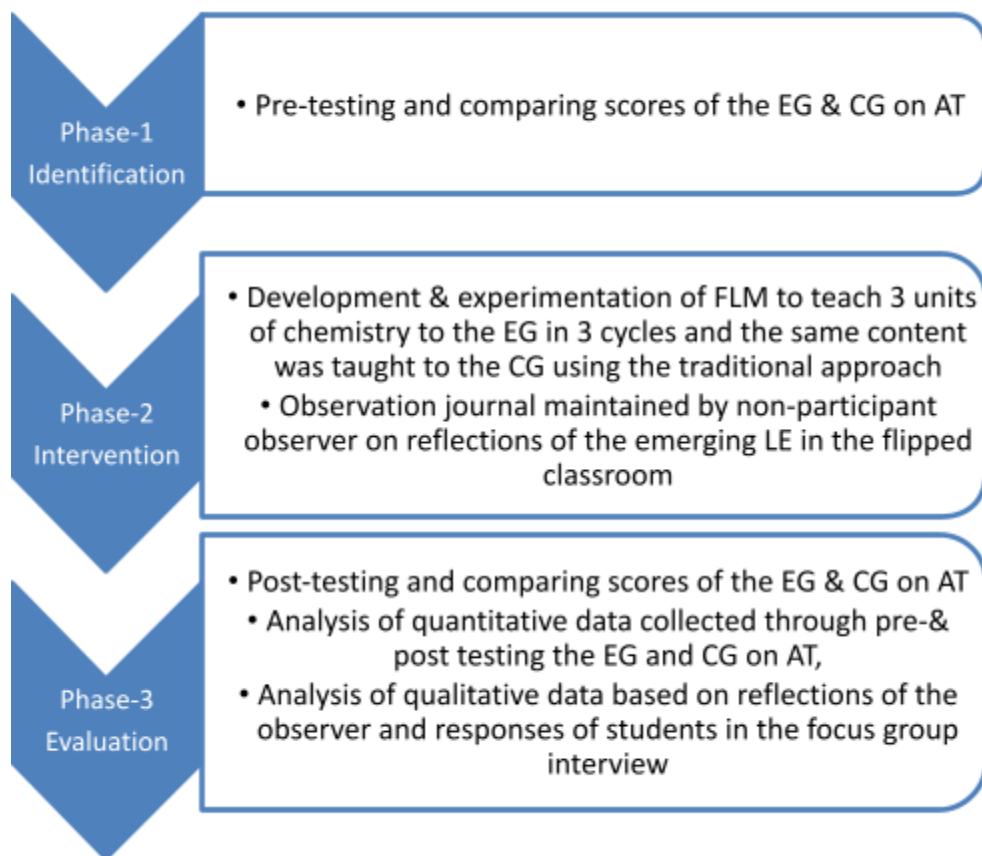 Phase-1
Identification
• Pre-testing and comparing scores of the EG & CG on AT
Phase-2
Intervention
• Development & experimentation of FLM to teach 3 units
of chemistry to the EG in 3 cycles and the same content
was taught to the CG using the traditional approach
• Observation journal maintained by non-participant
observer on reflections of the emerging LE in the flipped
classroom
Phase-3
Evaluation
• Post-testing and comparing scores of the EG & CG on AT
• Analysis of quantitative data collected through pre-&
post testing the EG and CG on AT,
• Analysis of qualitative data based on reflections of the
observer and responses of students in the focus group
interview